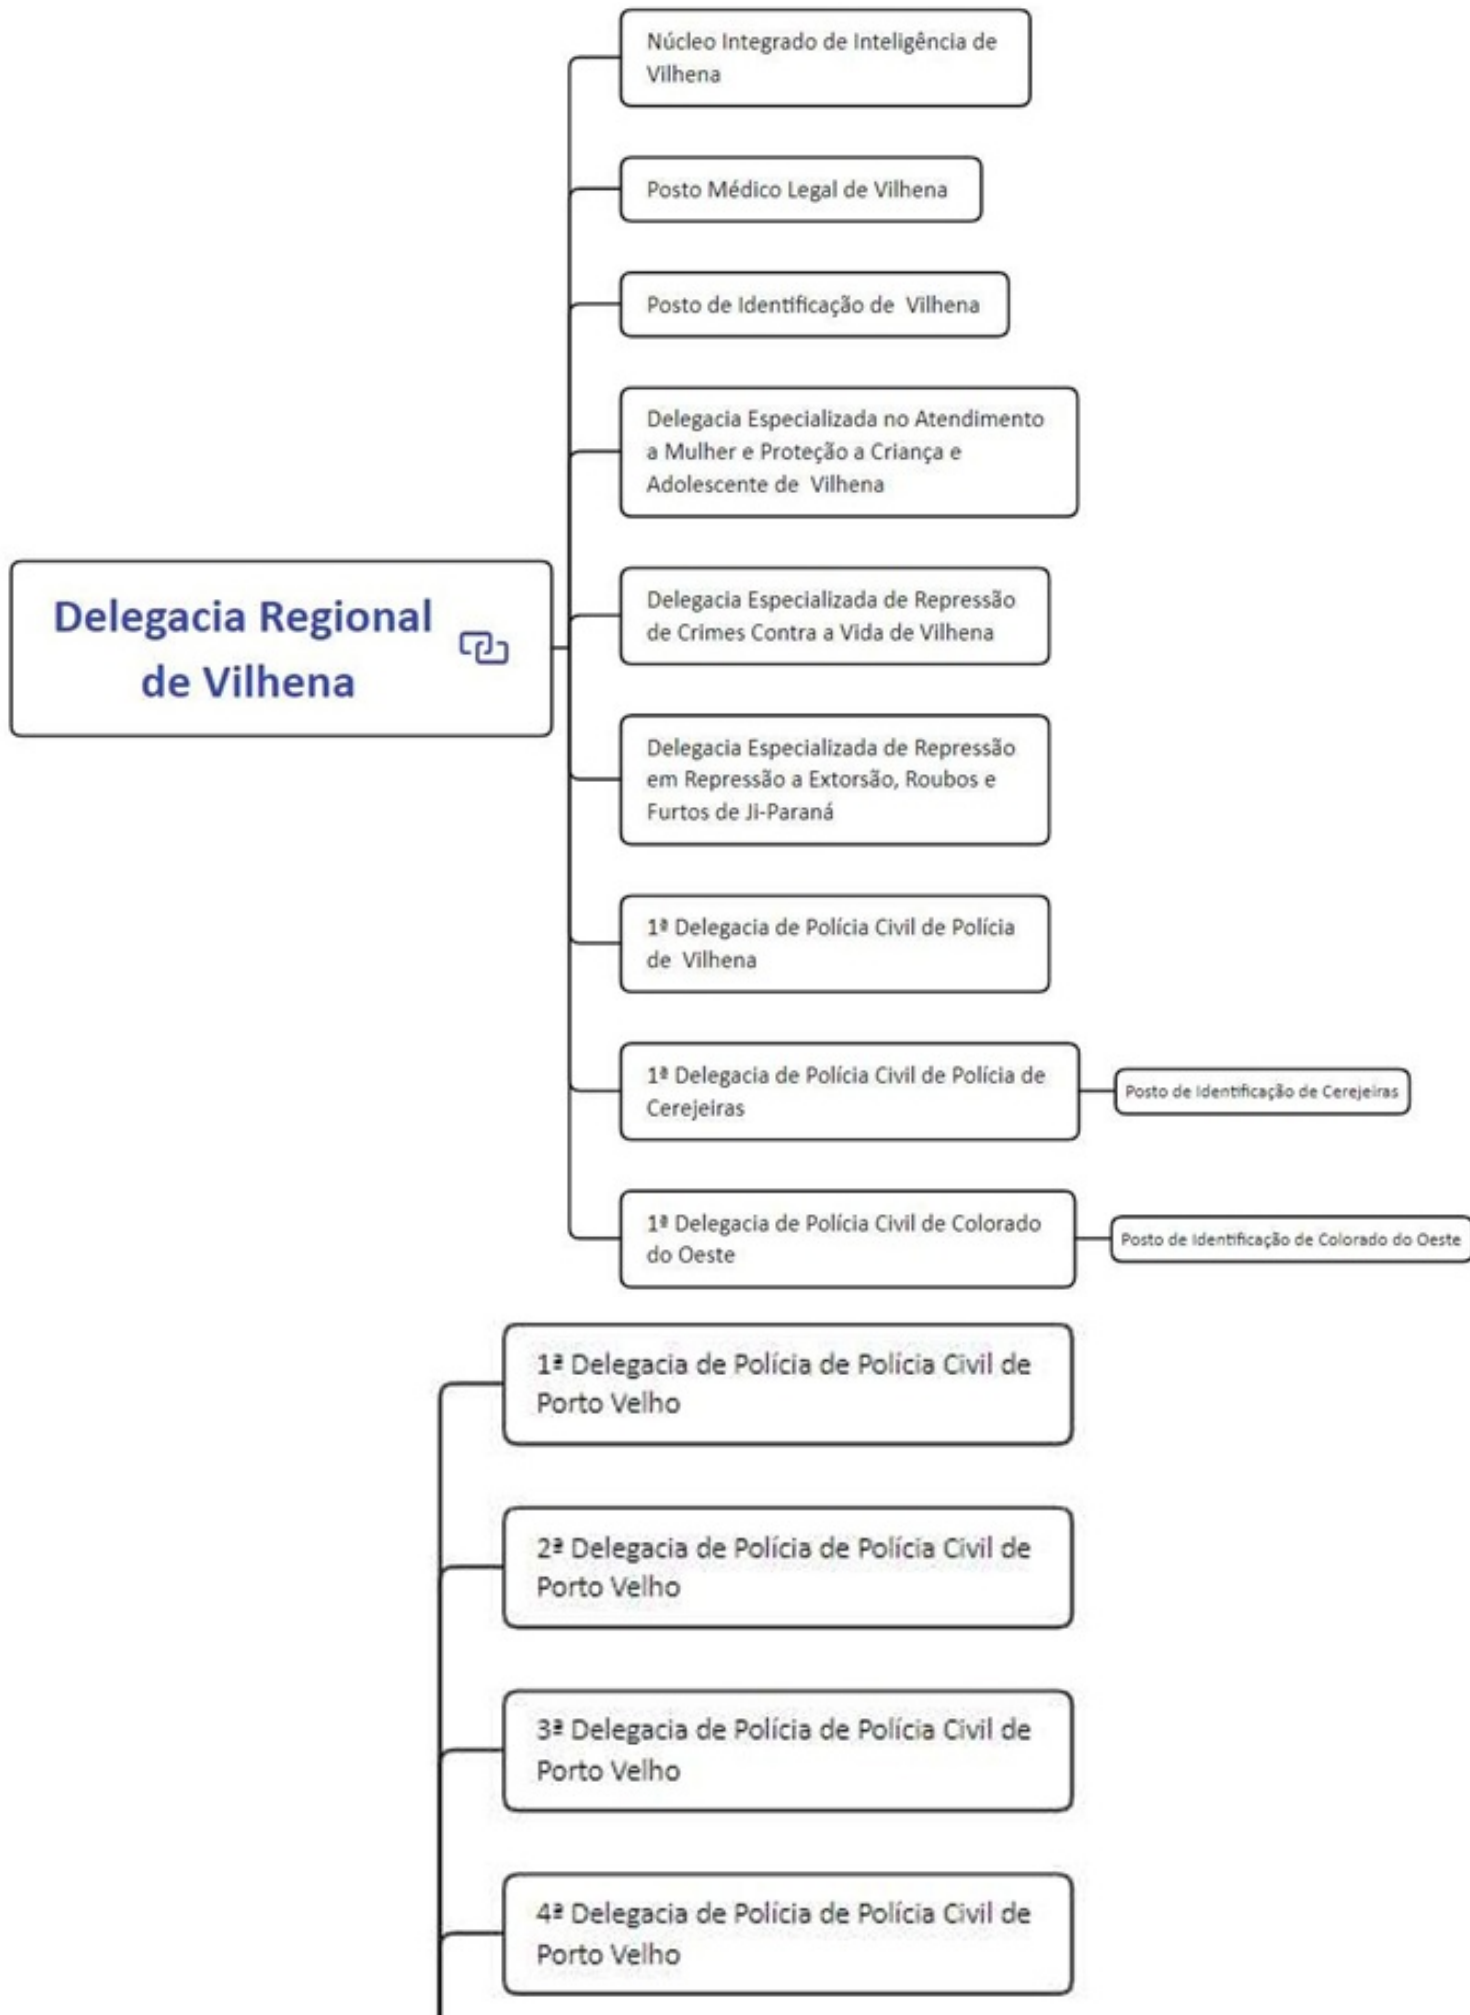 Núcleo Integrado de Inteligência de
Vilhena
Posto Médico Legal de Vilhena
Posto de Identificação de  Vilhena
Delegacia Especializada no Atendimento
a Mulher e Proteção a Criança e
Adolescente de  Vilhena
Delegacia Regional
de Vilhena
Delegacia Especializada de Repressão
de Crimes Contra a Vida de Vilhena
Delegacia Especializada de Repressão
em Repressão a Extorsão, Roubos e
Furtos de Ji-Paraná
1ª Delegacia de Polícia Civil de Polícia
de  Vilhena
1ª Delegacia de Polícia Civil de Polícia de
Cerejeiras
Posto de Identificação de Cerejeiras
1ª Delegacia de Polícia Civil de Colorado
do Oeste
Posto de Identificação de Colorado do Oeste
1ª Delegacia de Polícia de Polícia Civil de
Porto Velho
2ª Delegacia de Polícia de Polícia Civil de
Porto Velho
3ª Delegacia de Polícia de Polícia Civil de
Porto Velho
4ª Delegacia de Polícia de Polícia Civil de
Porto Velho